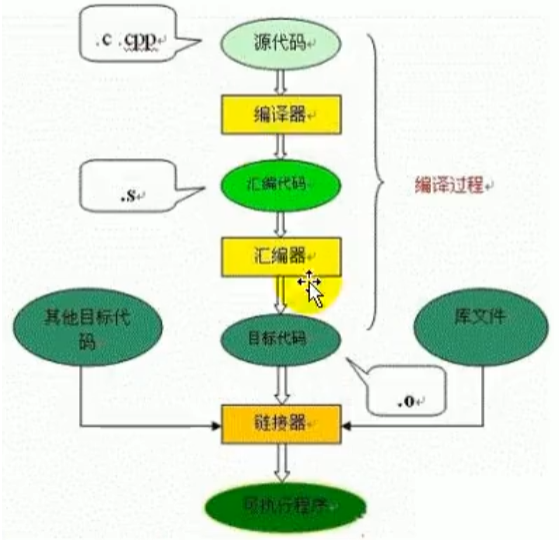 .c .cpp
源代码
编译器
.s
汇编代码
编译过程
汇编器
其他目标代
码
目标代码
库文件
.o
链接器
可执行程序